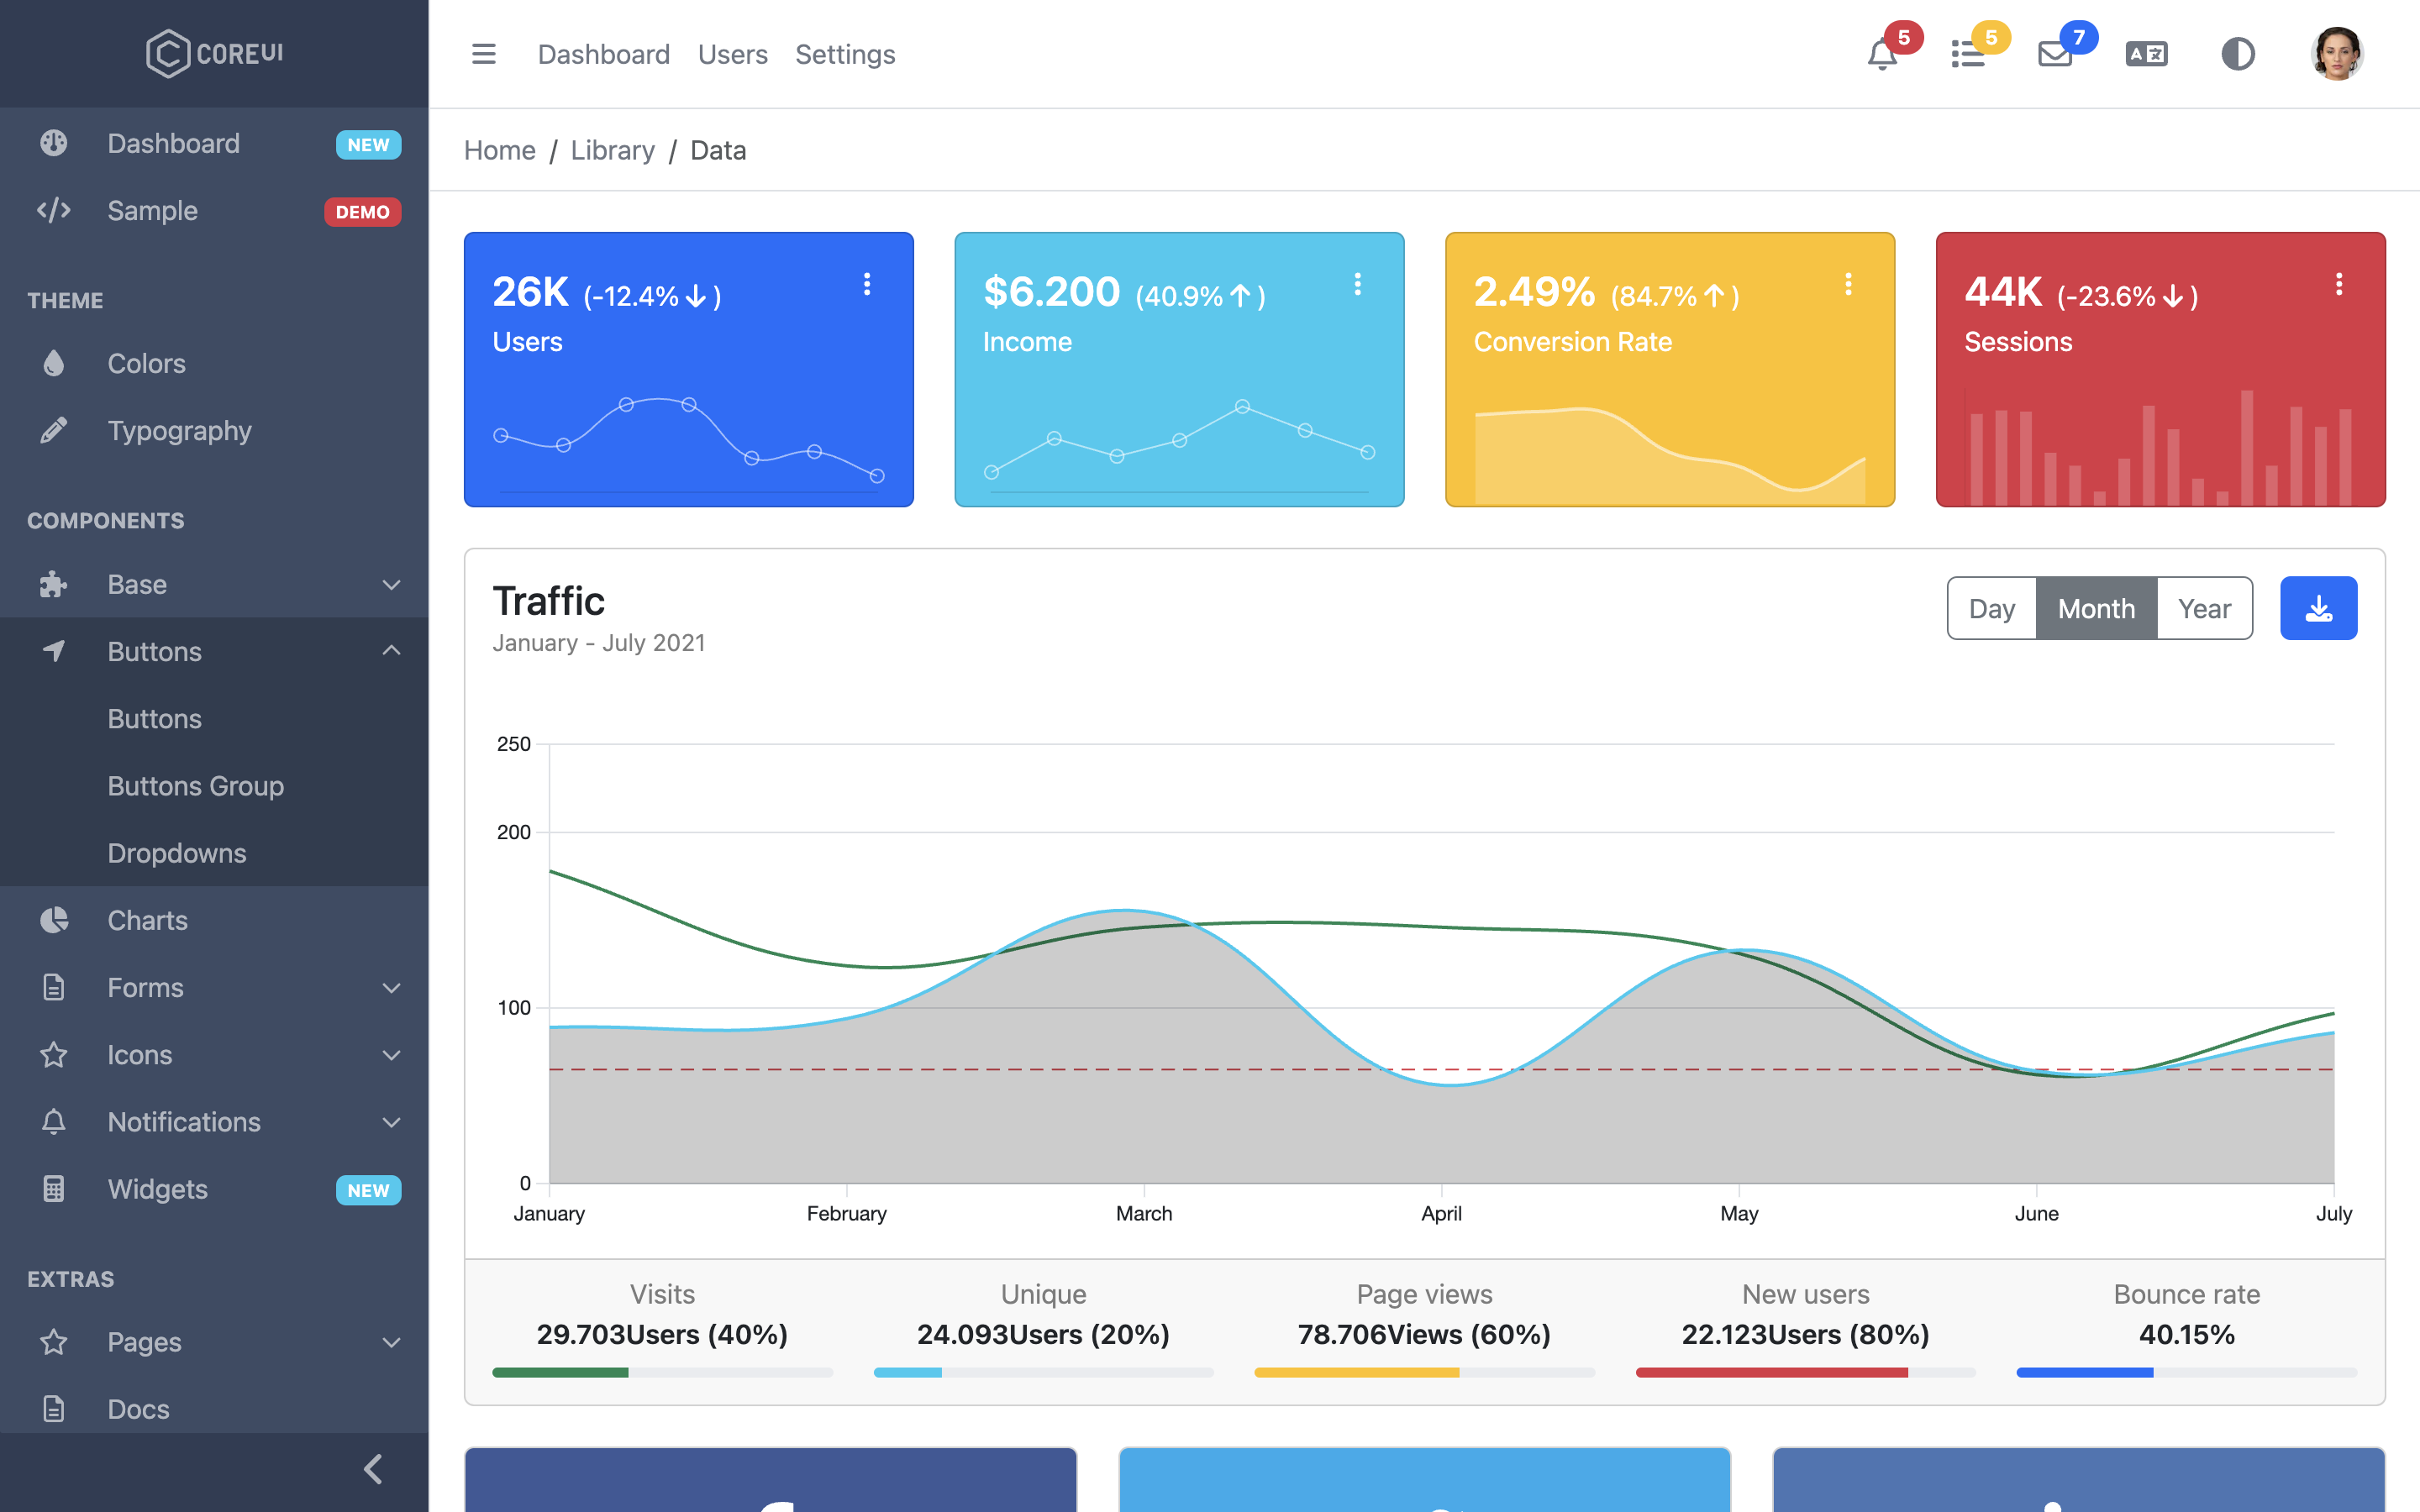 COREUI
Dashboard NEW
Sample DEMO
THEME
Colors
Typography
COMPONENTS
Base
Buttons
Buttons
Buttons Group
Dropdowns
Charts
Forms
Icons
Notifications
Widgets NEW
EXTRAS
Pages
Docs
Dashboard Users Settings
5 5 7 A 文
Home / Library / Data
26K (-12.4% ↓ )
Users
$6.200 (40.9% ↑ )
Income
2.49% (84.7% ↑ )
Conversion Rate
44K (-23.6% ↓ )
Sessions
Traffic
January - July 2021
Day Month Year
250
200
100
0
January February March April May June July
Visits
29.703Users (40%)
Unique
24.093Users (20%)
Page views
78.706Views (60%)
New users
22.123Users (80%)
Bounce rate
40.15%